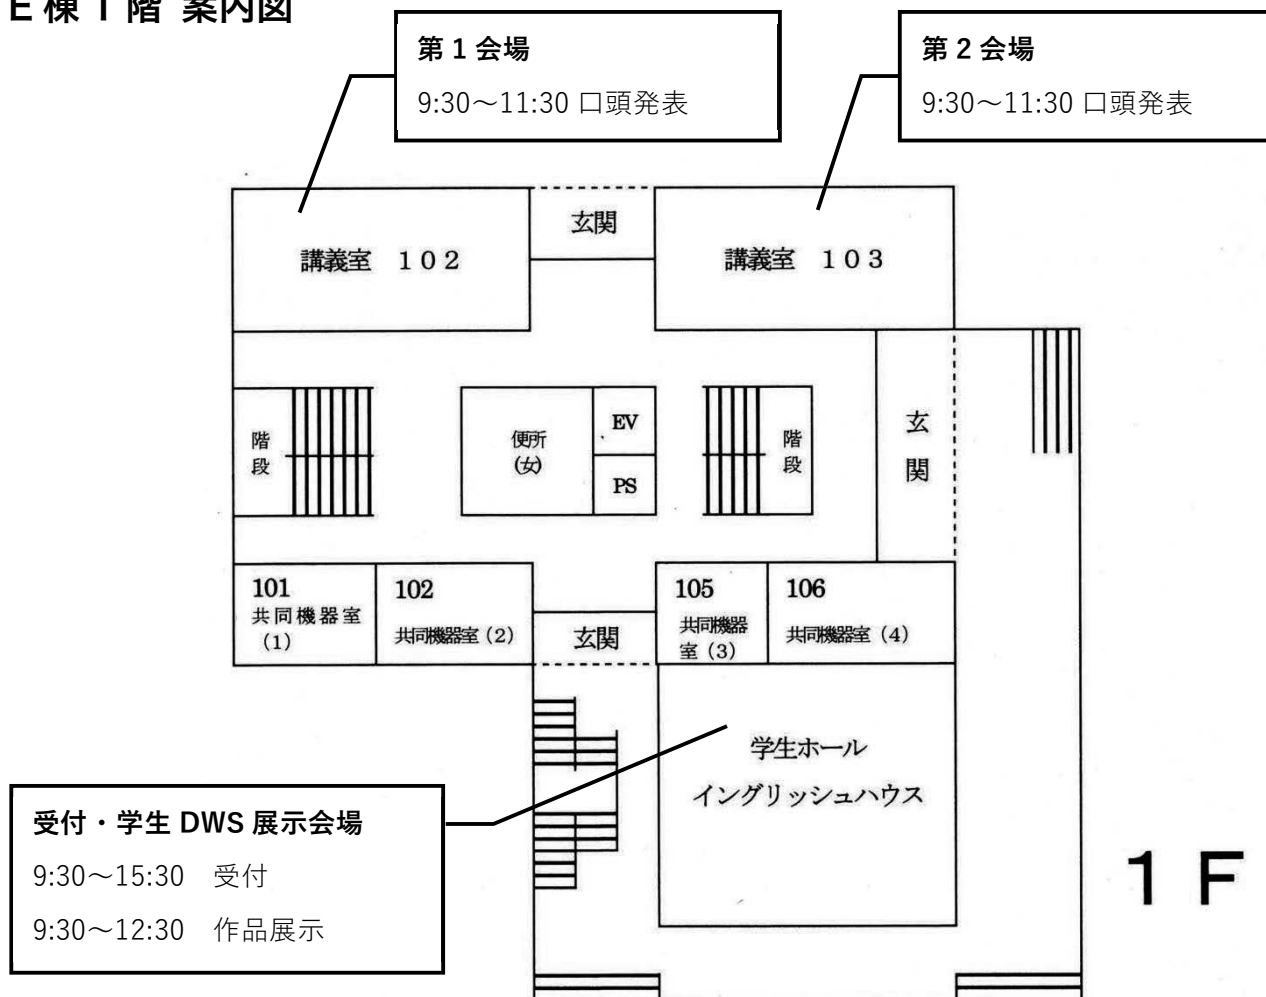 E 棟 1 階 案内図
第 1 会場
9:30～11:30 口頭発表
第 2 会場
9:30～11:30 口頭発表
玄関
講義室 １０２
講義室 １０３
階段
便所
(女)
EV
PS
階段
玄関
101
共同機器室
（1）
102
共同機器室（2）
玄関
105
共同機器
室（3）
106
共同機器室（4）
学生ホール
イングリッシュハウス
受付・学生 DWS 展示会場
9:30～15:30　受付
9:30～12:30　作品展示
１Ｆ